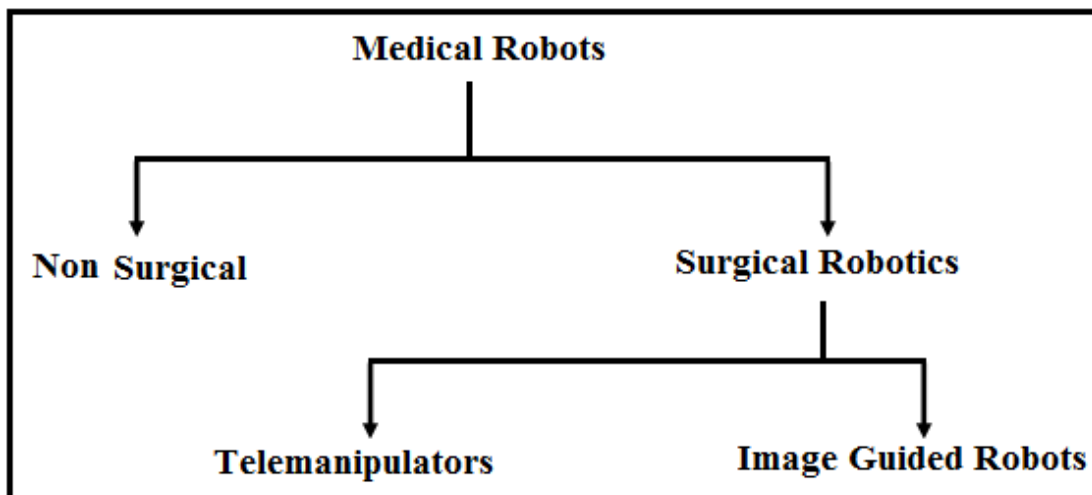 Medical Robots
Non Surgical
Surgical Robotics
Telemanipulators
Image Guided Robots